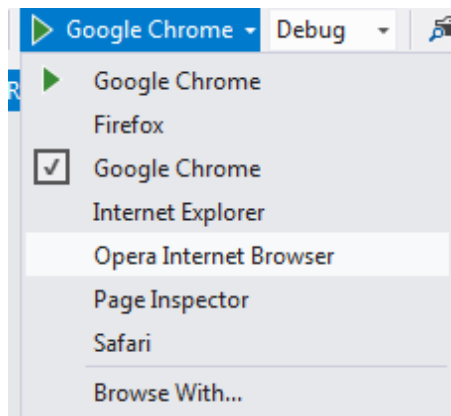 Google Chrome Debug
Google Chrome
Firefox
Google Chrome
Internet Explorer
Opera Internet Browser
Page Inspector
Safari
Browse With...